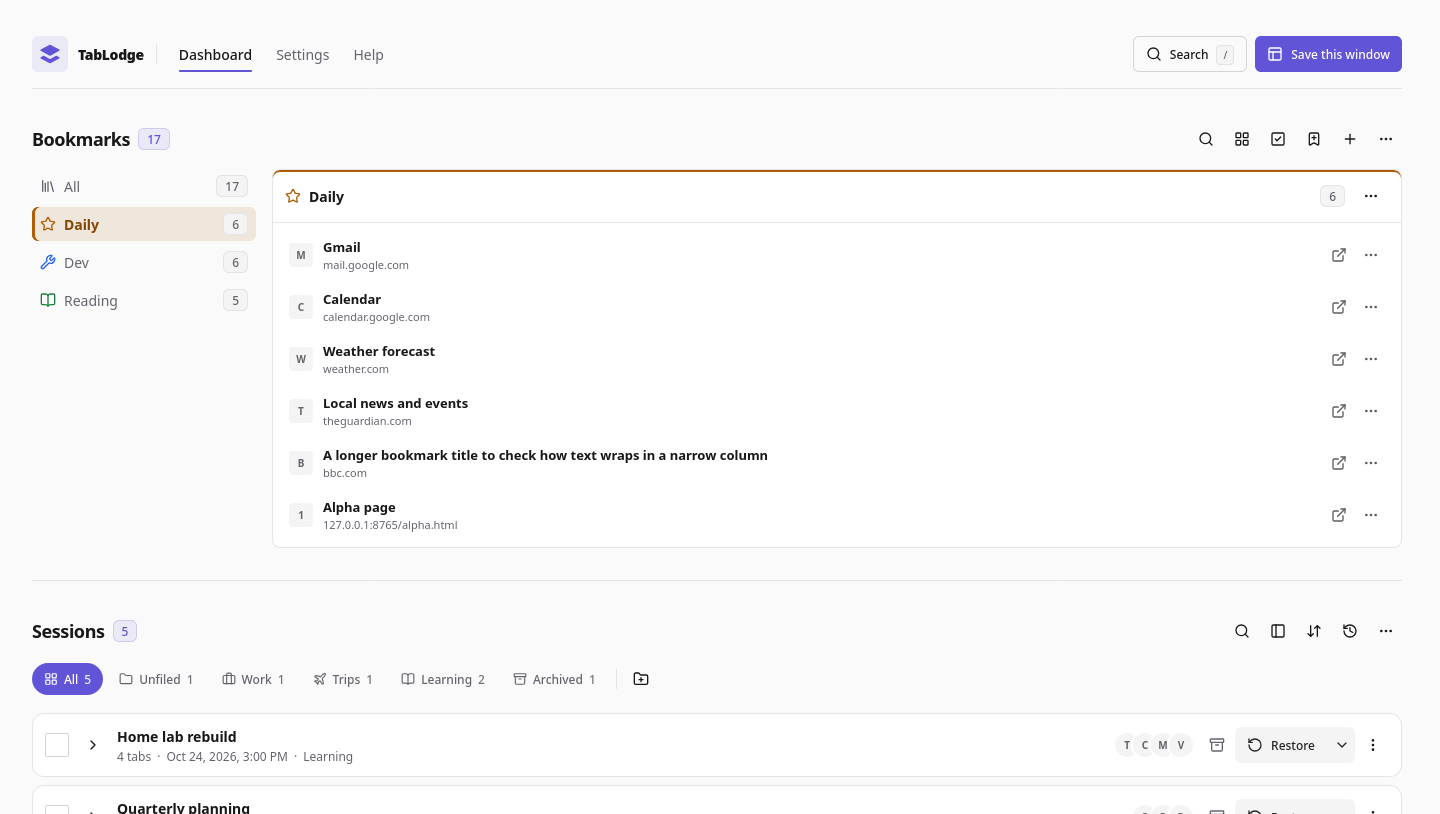 TabLodge
Dashboard
Settings
Help
Search /
Save this window
Bookmarks 17
All 17
Daily 6
Dev 6
Reading 5
Daily 6
M Gmail
mail.google.com
C Calendar
calendar.google.com
W Weather forecast
weather.com
T Local news and events
theguardian.com
B A longer bookmark title to check how text wraps in a narrow column
bbc.com
1 Alpha page
127.0.0.1:8765/alpha.html
Sessions 5
All 5
Unfiled 1
Work 1
Trips 1
Learning 2
Archived 1
Home lab rebuild
4 tabs · Oct 24, 2026, 3:00 PM · Learning
T C M V
Restore
Quarterly planning